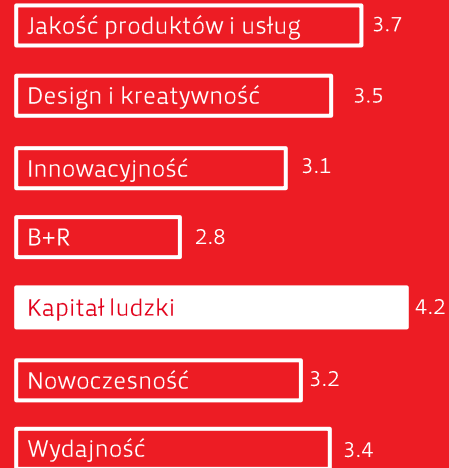 Jakość produktów i usług 3.7
Design i kreatywność 3.5
Innowacyjność 3.1
B+R 2.8
Kapitał ludzki 4.2
Nowoczesność 3.2
Wydajność 3.4